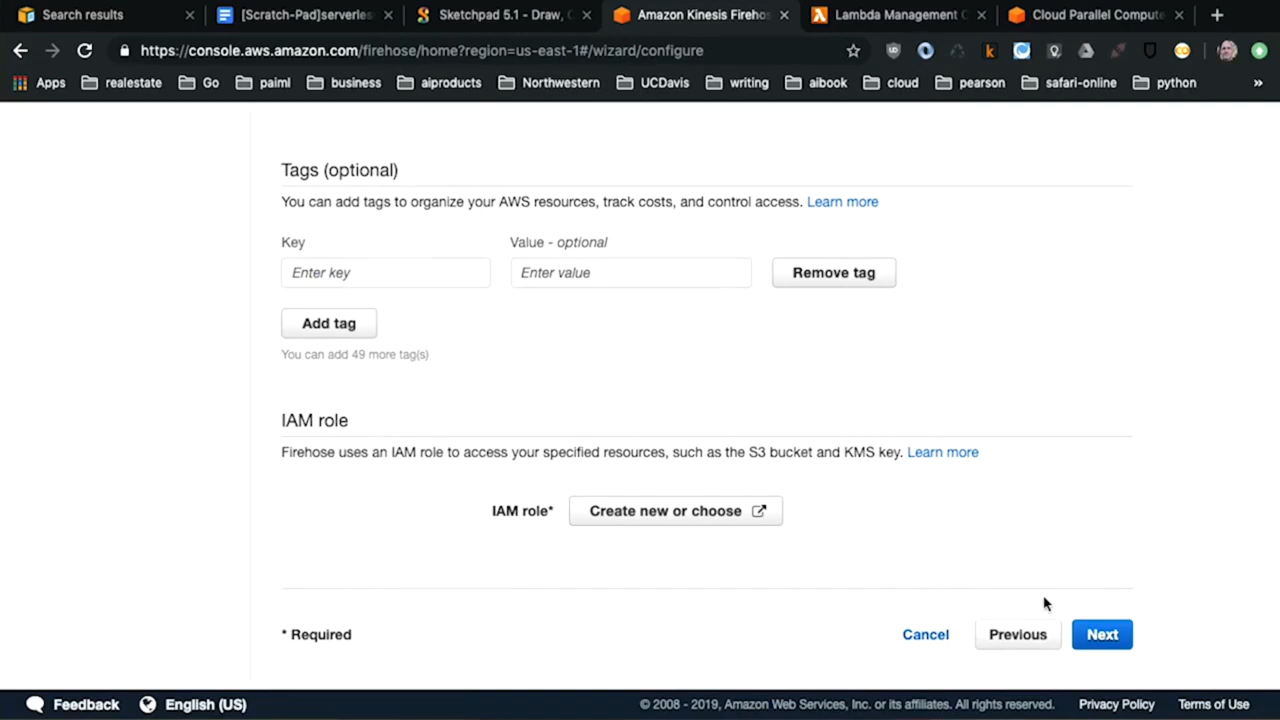 Search results
[Scratch-Pad]serverles
Sketchpad 5.1 - Draw, C
Amazon Kinesis Fireho
Lambda Management C
Cloud Parallel Compute
https://console.aws.amazon.com/firehose/home?region=us-east-1#/wizard/configure
Apps realestate Go paiml business aiproducts Northwestern UCDavis writing aibook cloud pearson safari-online python »
Tags (optional)
You can add tags to organize your AWS resources, track costs, and control access. Learn more
Key Value - optional
Enter key Enter value Remove tag
Add tag
You can add 49 more tag(s)
IAM role
Firehose uses an IAM role to access your specified resources, such as the S3 bucket and KMS key. Learn more
IAM role* Create new or choose
* Required Cancel Previous Next
Feedback English (US) © 2008 - 2019, Amazon Web Services, Inc. or its affiliates. All rights reserved. Privacy Policy Terms of Use